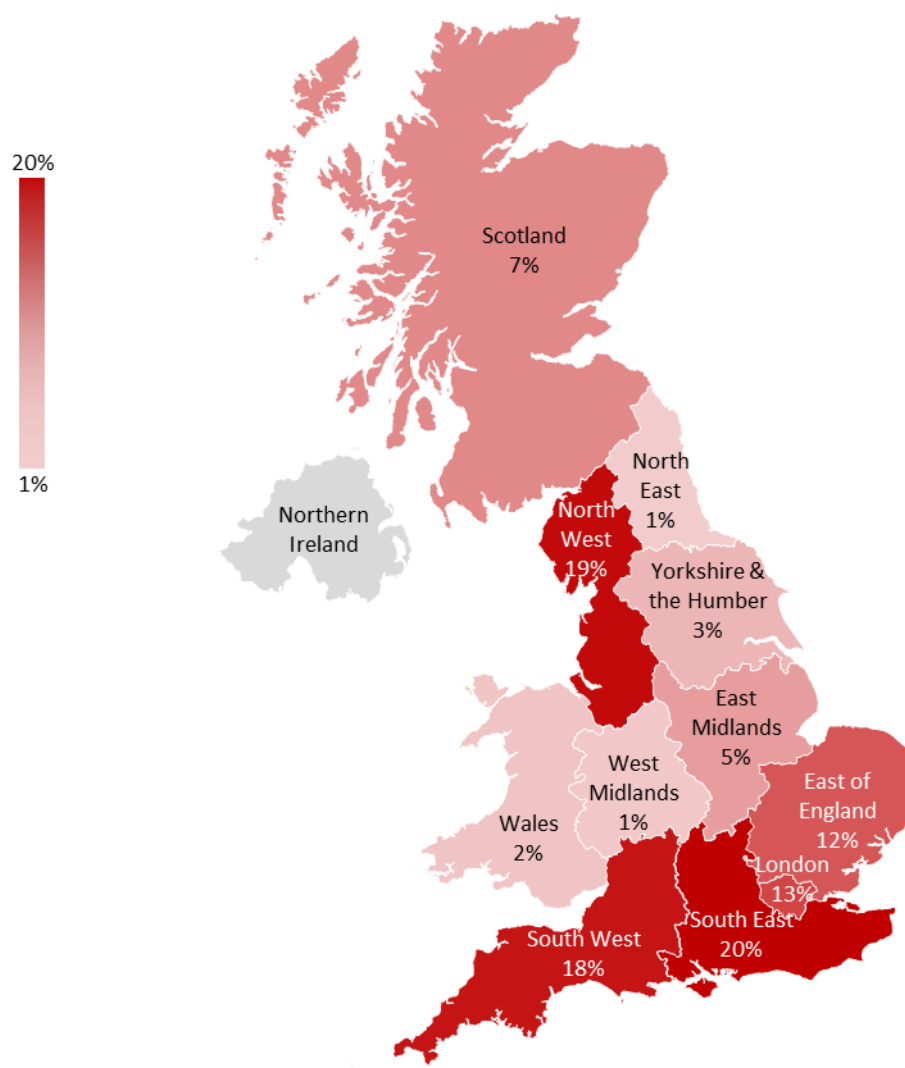 20%
1%
Scotland
7%
Northern
Ireland
North
East
1%
North
West
19%
Yorkshire &
the Humber
3%
East
Midlands
5%
West
Midlands
1%
Wales
2%
East of
England
12%
London
13%
South East
20%
South West
18%